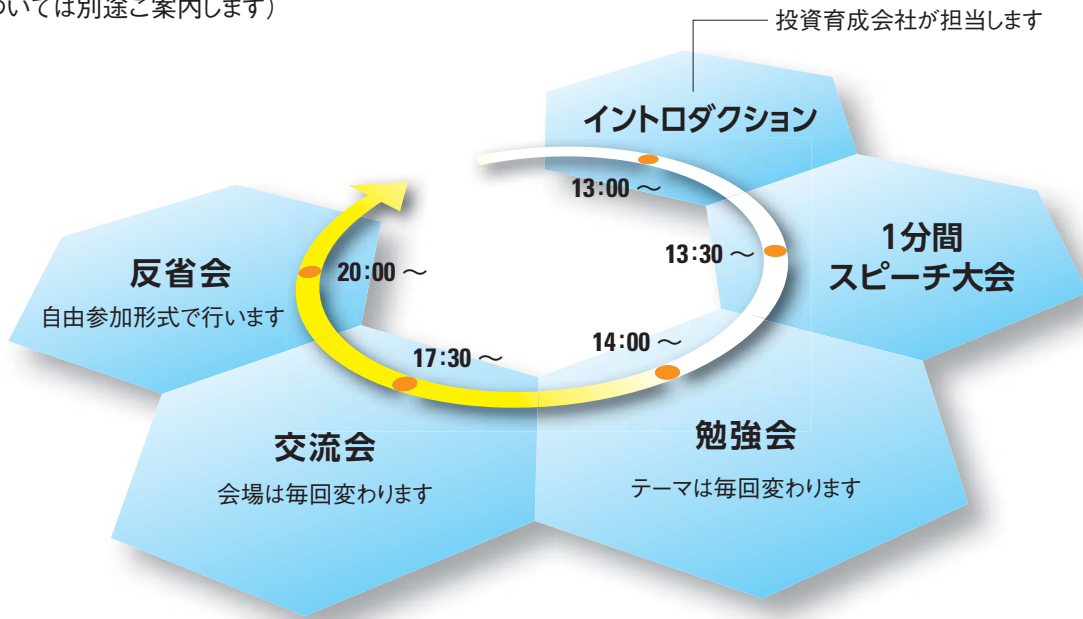 ついては別途ご案内します）
投資育成会社が担当します
イントロダクション
13:00 ～
1分間
スピーチ大会
13:30 ～
勉強会
テーマは毎回変わります
14:00 ～
交流会
会場は毎回変わります
17:30 ～
反省会
自由参加形式で行います
20:00 ～